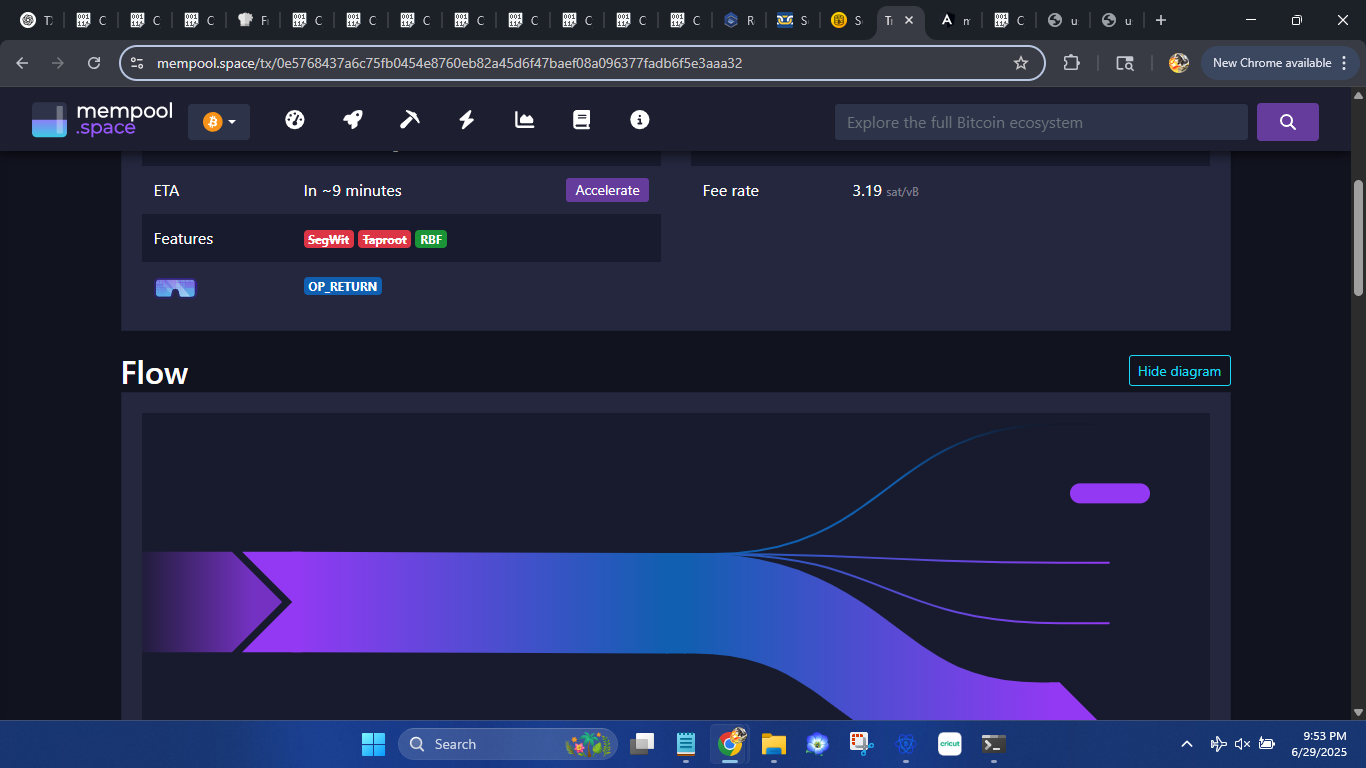 mempool.space/tx/0e5768437a6c75fb0454e8760eb82a45d6f47baef08a096377fadb6f5e3aaa32
New Chrome available
mempool
.space
Explore the full Bitcoin ecosystem
ETA In ~9 minutes Accelerate Fee rate 3.19 sat/vB
Features SegWit Taproot RBF
OP_RETURN
Flow Hide diagram
Search
cricut
9:53 PM
6/29/2025